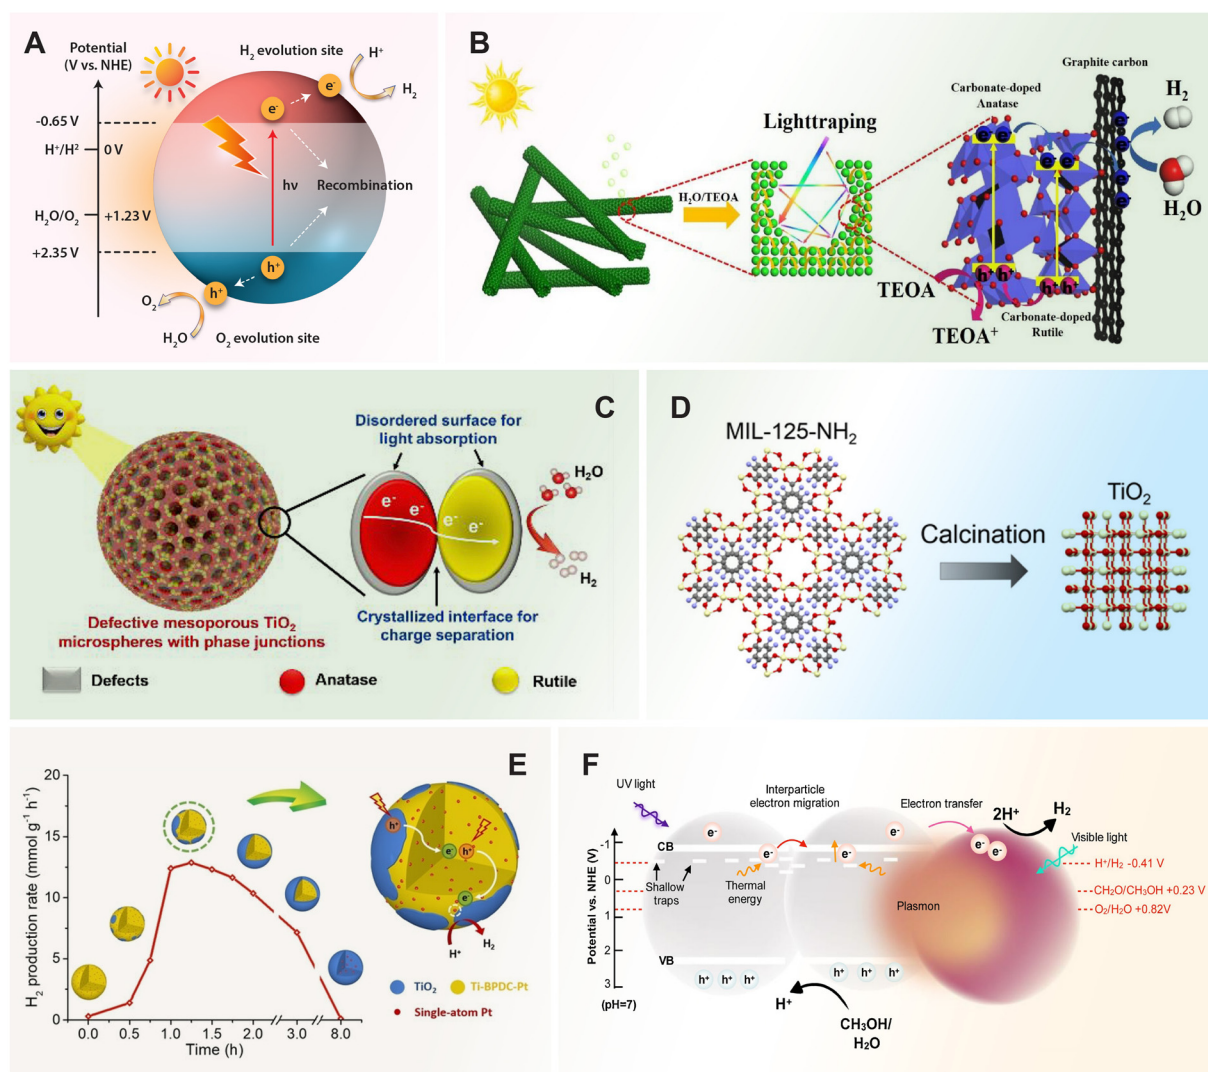 A
Potential
(V vs. NHE)
-0.65 V
H⁺/H²
0 V
H₂O/O₂
+1.23 V
+2.35 V
H₂ evolution site
H⁺
H₂
e⁻
e⁻
hν
Recombination
h⁺
h⁺
O₂
H₂O
O₂ evolution site
B
Lighttraping
H₂O/TEOA
Carbonate-doped
Anatase
Graphite carbon
H₂
H₂O
e⁻
e⁻
e⁻
e⁻
e⁻
e⁻
e⁻
e⁻
h⁺
h⁺
h⁺
h⁺
TEOA
TEOA⁺
Carbonate-doped
Rutile
C
Disordered surface for
light absorption
e⁻
e⁻
e⁻
e⁻
H₂O
H₂
Crystallized interface for
charge separation
Defective mesoporous TiO₂
microspheres with phase junctions
Defects
Anatase
Rutile
D
MIL-125-NH₂
Calcination
TiO₂
E
H₂ production rate (mmol g⁻¹ h⁻¹)
20
15
10
5
0
0.0
0.5
1.0
1.5
2.0
3.0
8.0
Time (h)
h⁺
e⁻
h⁺
e⁻
H⁺
H₂
TiO₂
Ti-BPDC-Pt
Single-atom Pt
F
UV light
Interparticle
electron migration
Electron transfer
2H⁺
H₂
Visible light
Potential vs. NHE (V)
-1
0
1
2
3
(pH=7)
CB
VB
Shallow
traps
Thermal
energy
Plasmon
e⁻
e⁻
e⁻
e⁻
e⁻
e⁻
H⁺/H₂ -0.41 V
CH₂O/CH₃OH +0.23 V
O₂/H₂O +0.82V
h⁺
h⁺
h⁺
h⁺
h⁺
h⁺
H⁺
CH₃OH/
H₂O